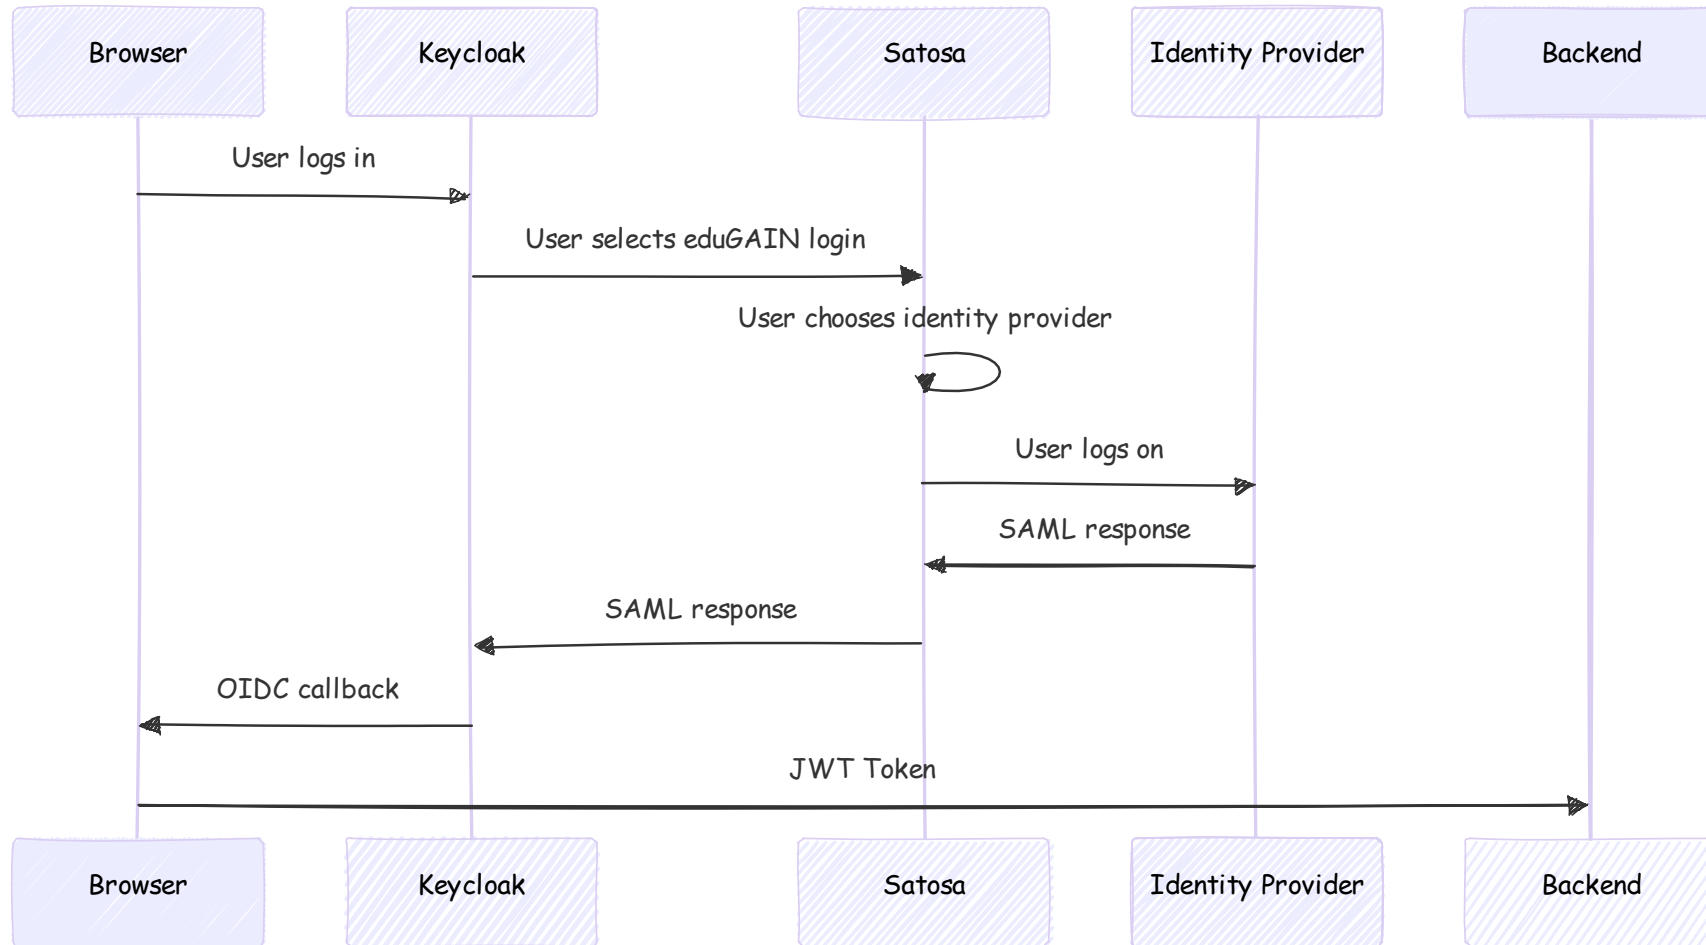 Browser
Keycloak
Satosa
Identity Provider
Backend
User logs in
User selects eduGAIN login
User chooses identity provider
User logs on
SAML response
SAML response
OIDC callback
JWT Token
Browser
Keycloak
Satosa
Identity Provider
Backend